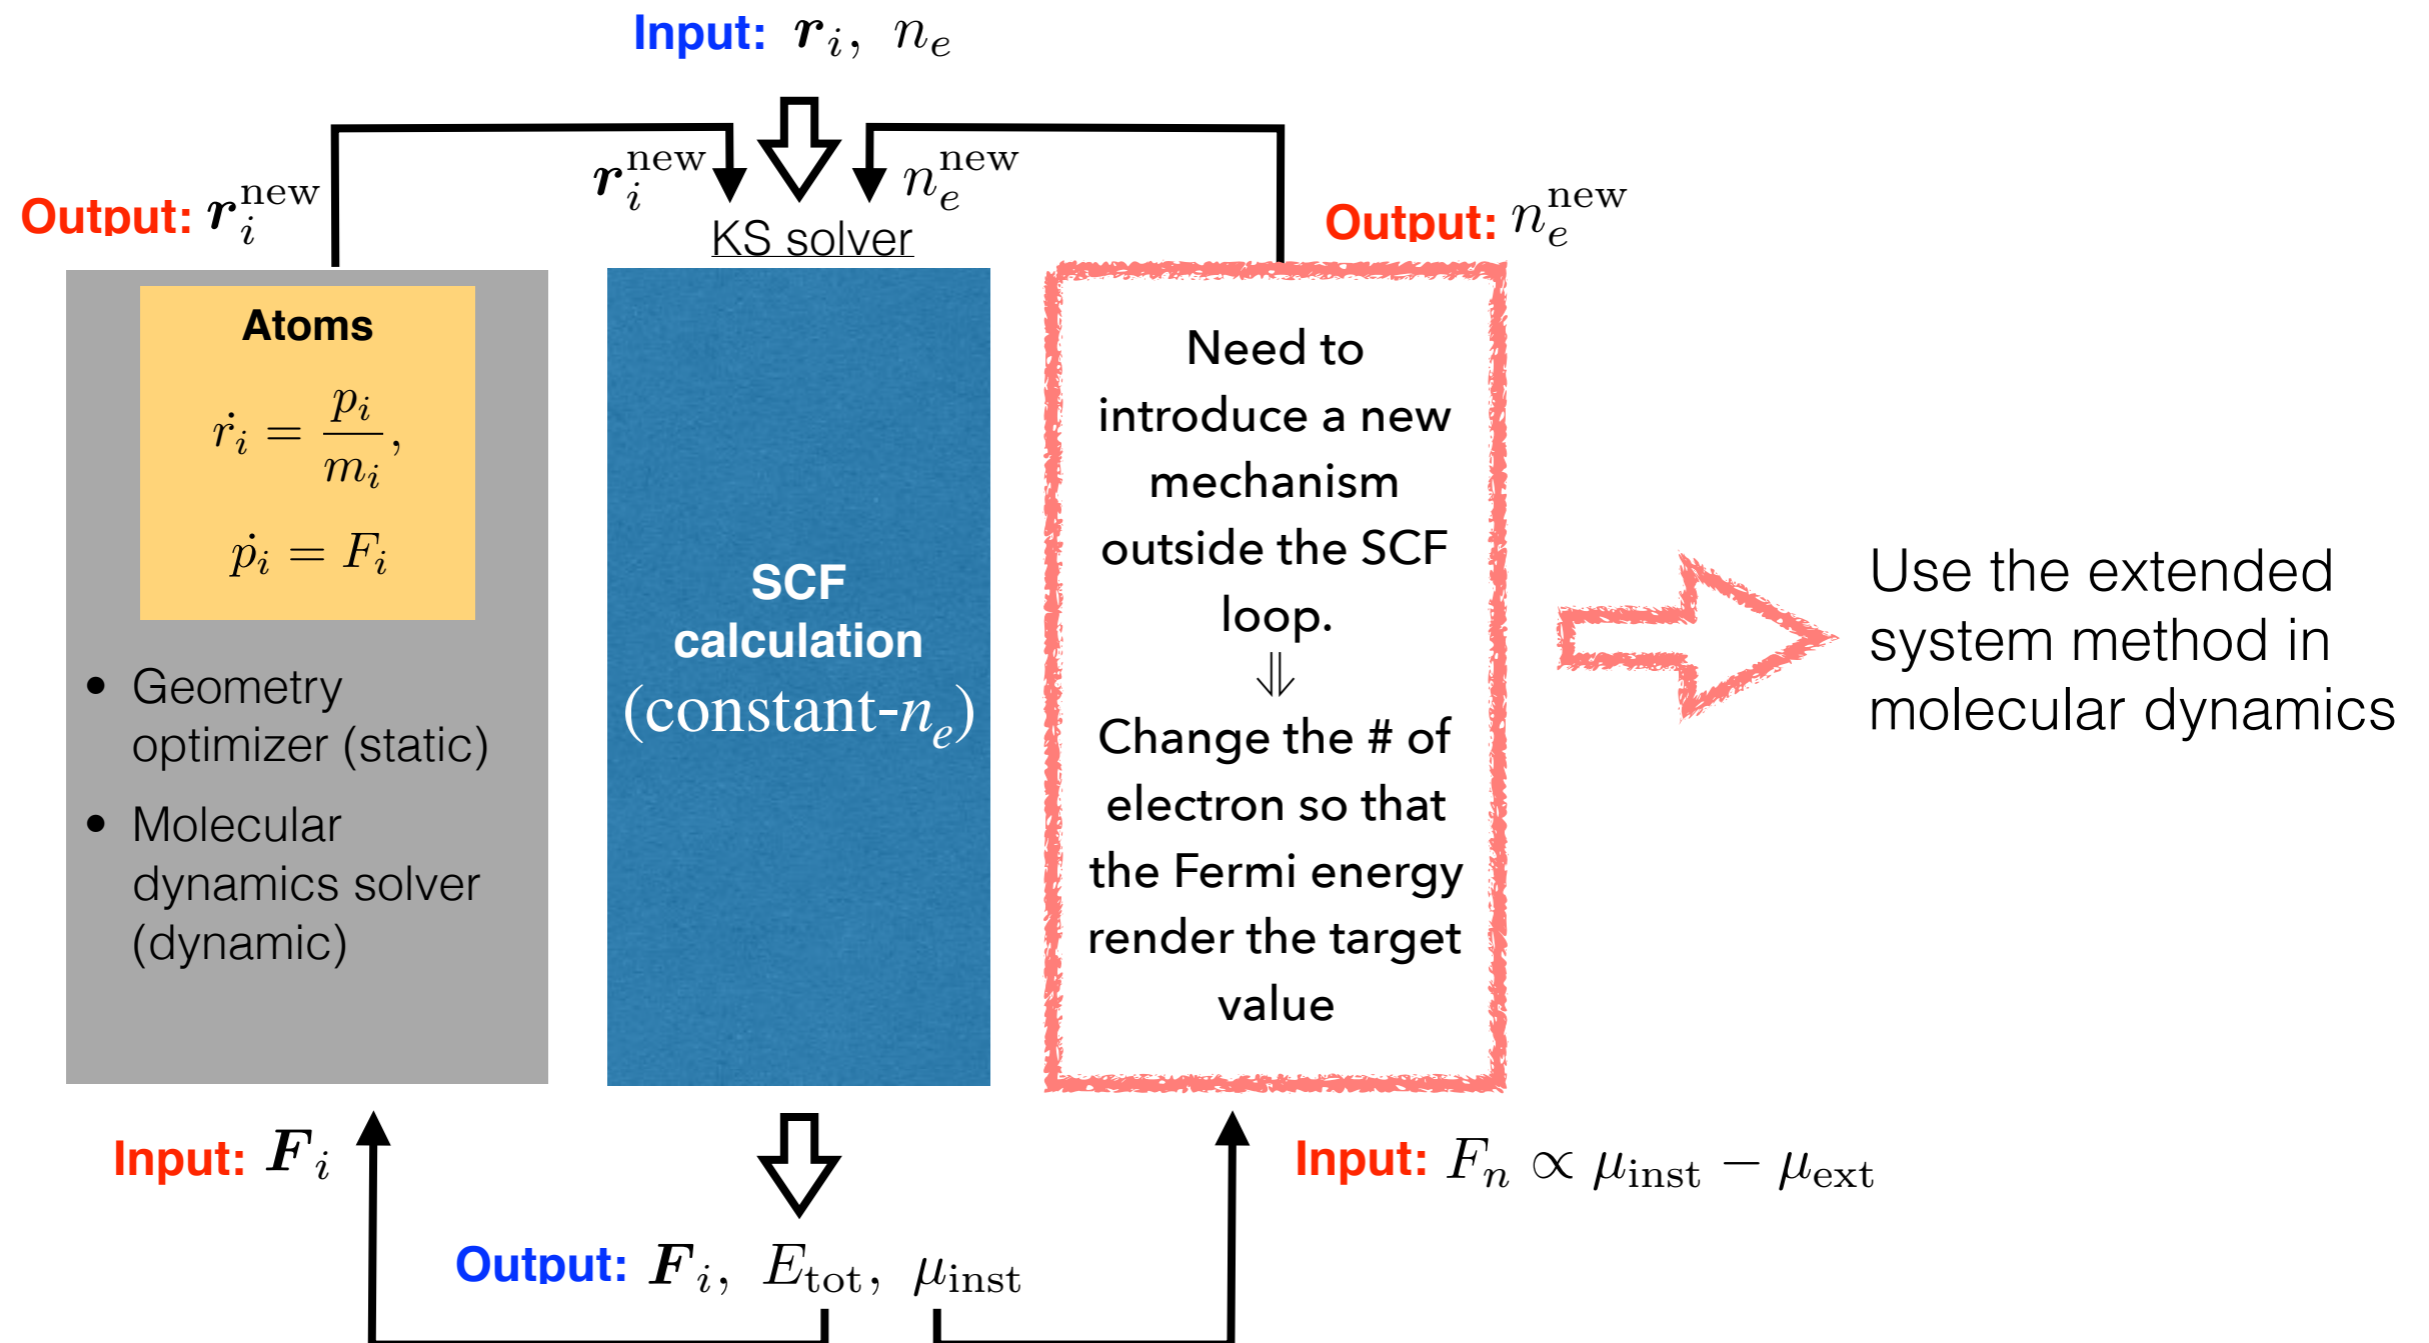 Input: r_i, n_e
r_i^new
n_e^new
Output: r_i^new
KS solver
Output: n_e^new
Atoms
ṙ_i = p_i / m_i,
ṗ_i = F_i
• Geometry
optimizer (static)
• Molecular
dynamics solver
(dynamic)
SCF
calculation
(constant-n_e)
Need to
introduce a new
mechanism
outside the SCF
loop.
⇓
Change the # of
electron so that
the Fermi energy
render the target
value
Use the extended
system method in
molecular dynamics
Input: F_i
Input: F_n ∝ μ_inst − μ_ext
Output: F_i, E_tot, μ_inst